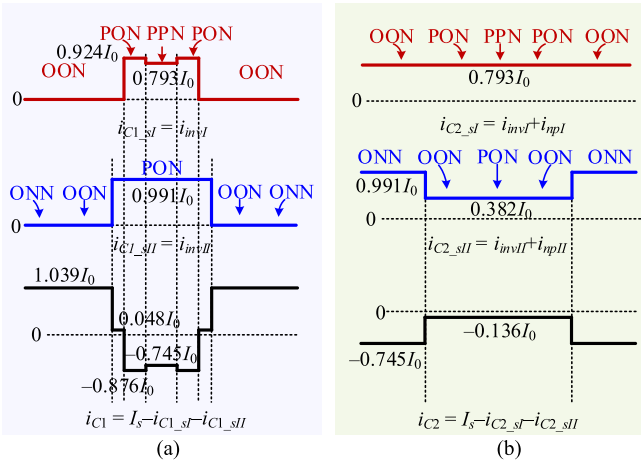 PON PPN PON
0.924I0
OON
OON
0.793I0
0
iC1_sI = iinvI
PON
ONN OON
OON ONN
0.991I0
0
iC1_sII = iinvII
1.039I0
0.048I0
0
−0.745I0
−0.876I0
iC1 = Is−iC1_sI−iC1_sII
(a)
OON PON PPN PON OON
0.793I0
0
iC2_sI = iinvI+inpI
ONN OON PON OON ONN
0.991I0
0.382I0
0
iC2_sII = iinvII+inpII
0
−0.136I0
−0.745I0
iC2 = Is−iC2_sI−iC2_sII
(b)